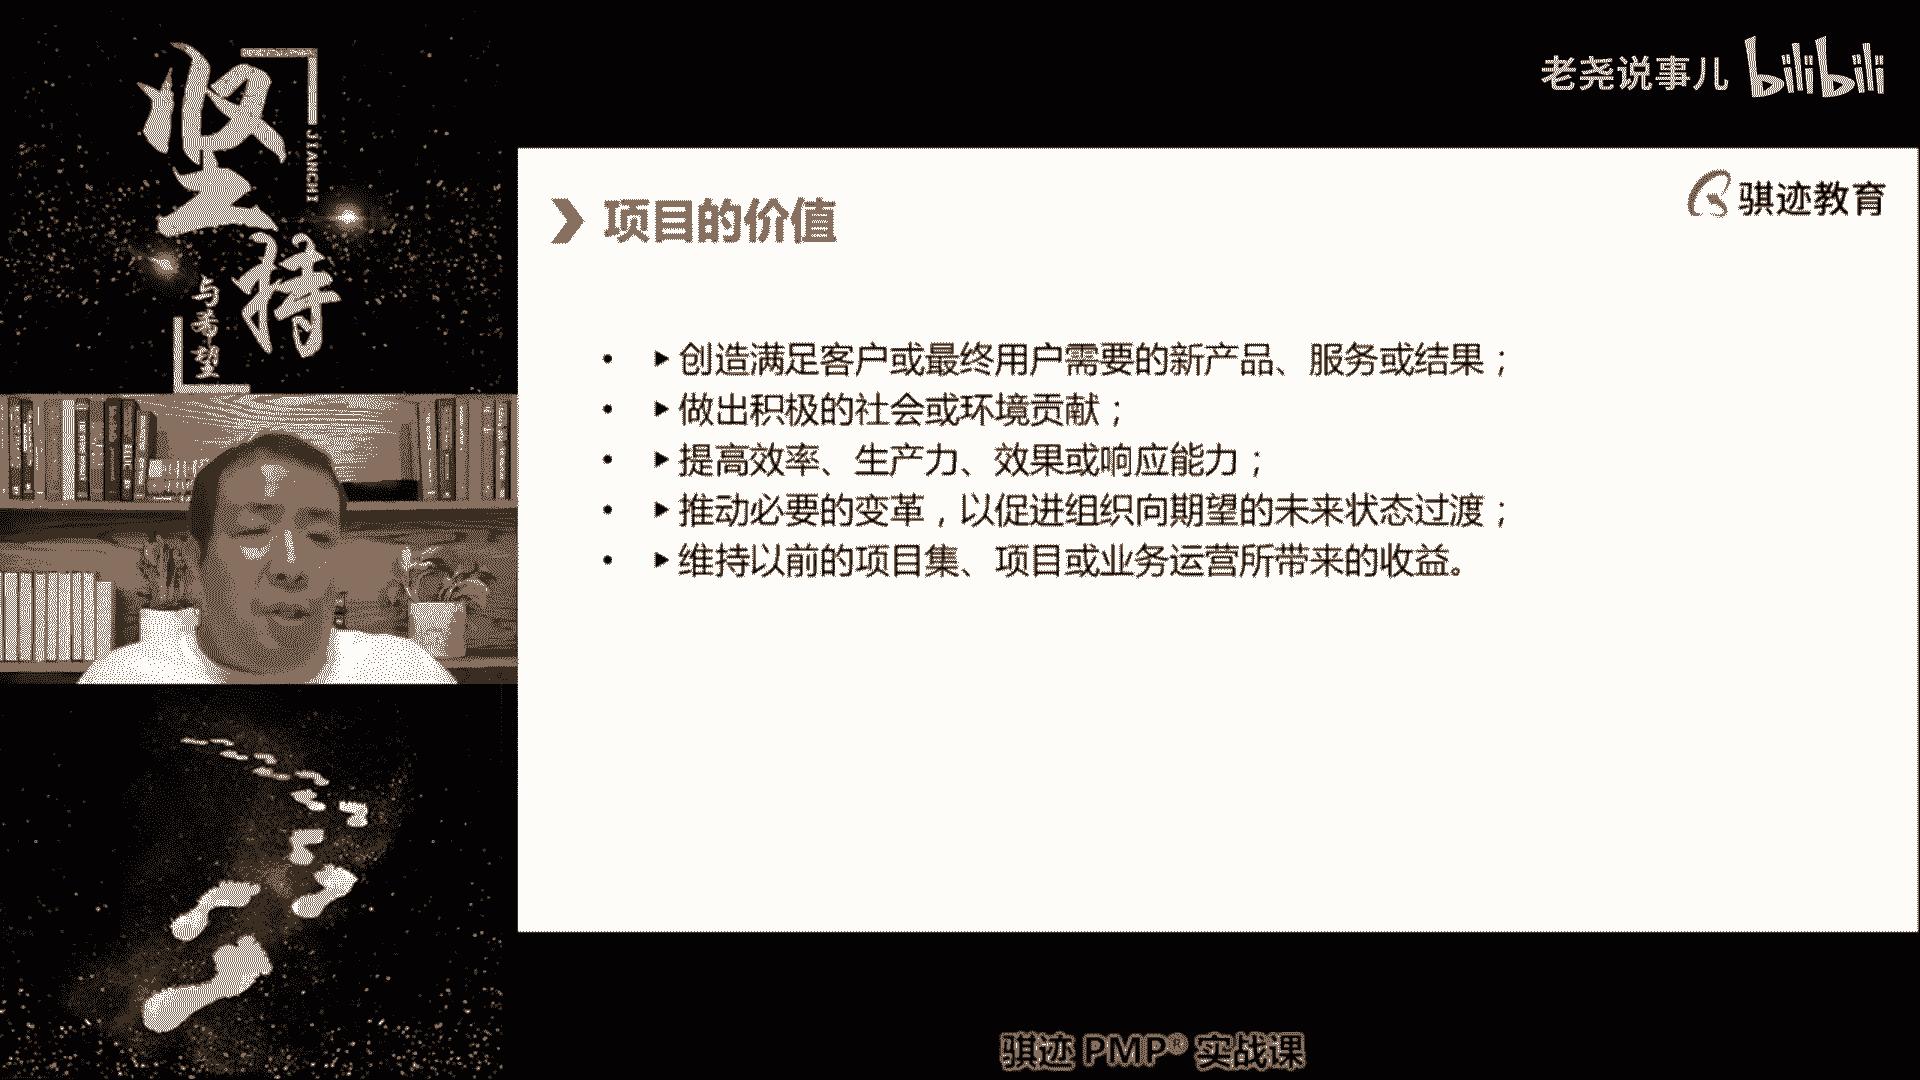 坚持
JIANCHI
与希望
老尧说事儿 bilibili
骐迹教育
项目的价值
• ▶创造满足客户或最终用户需要的新产品、服务或结果；
• ▶做出积极的社会或环境贡献；
• ▶提高效率、生产力、效果或响应能力；
• ▶推动必要的变革，以促进组织向期望的未来状态过渡；
• ▶维持以前的项目集、项目或业务运营所带来的收益。
骐迹 PMP® 实战课